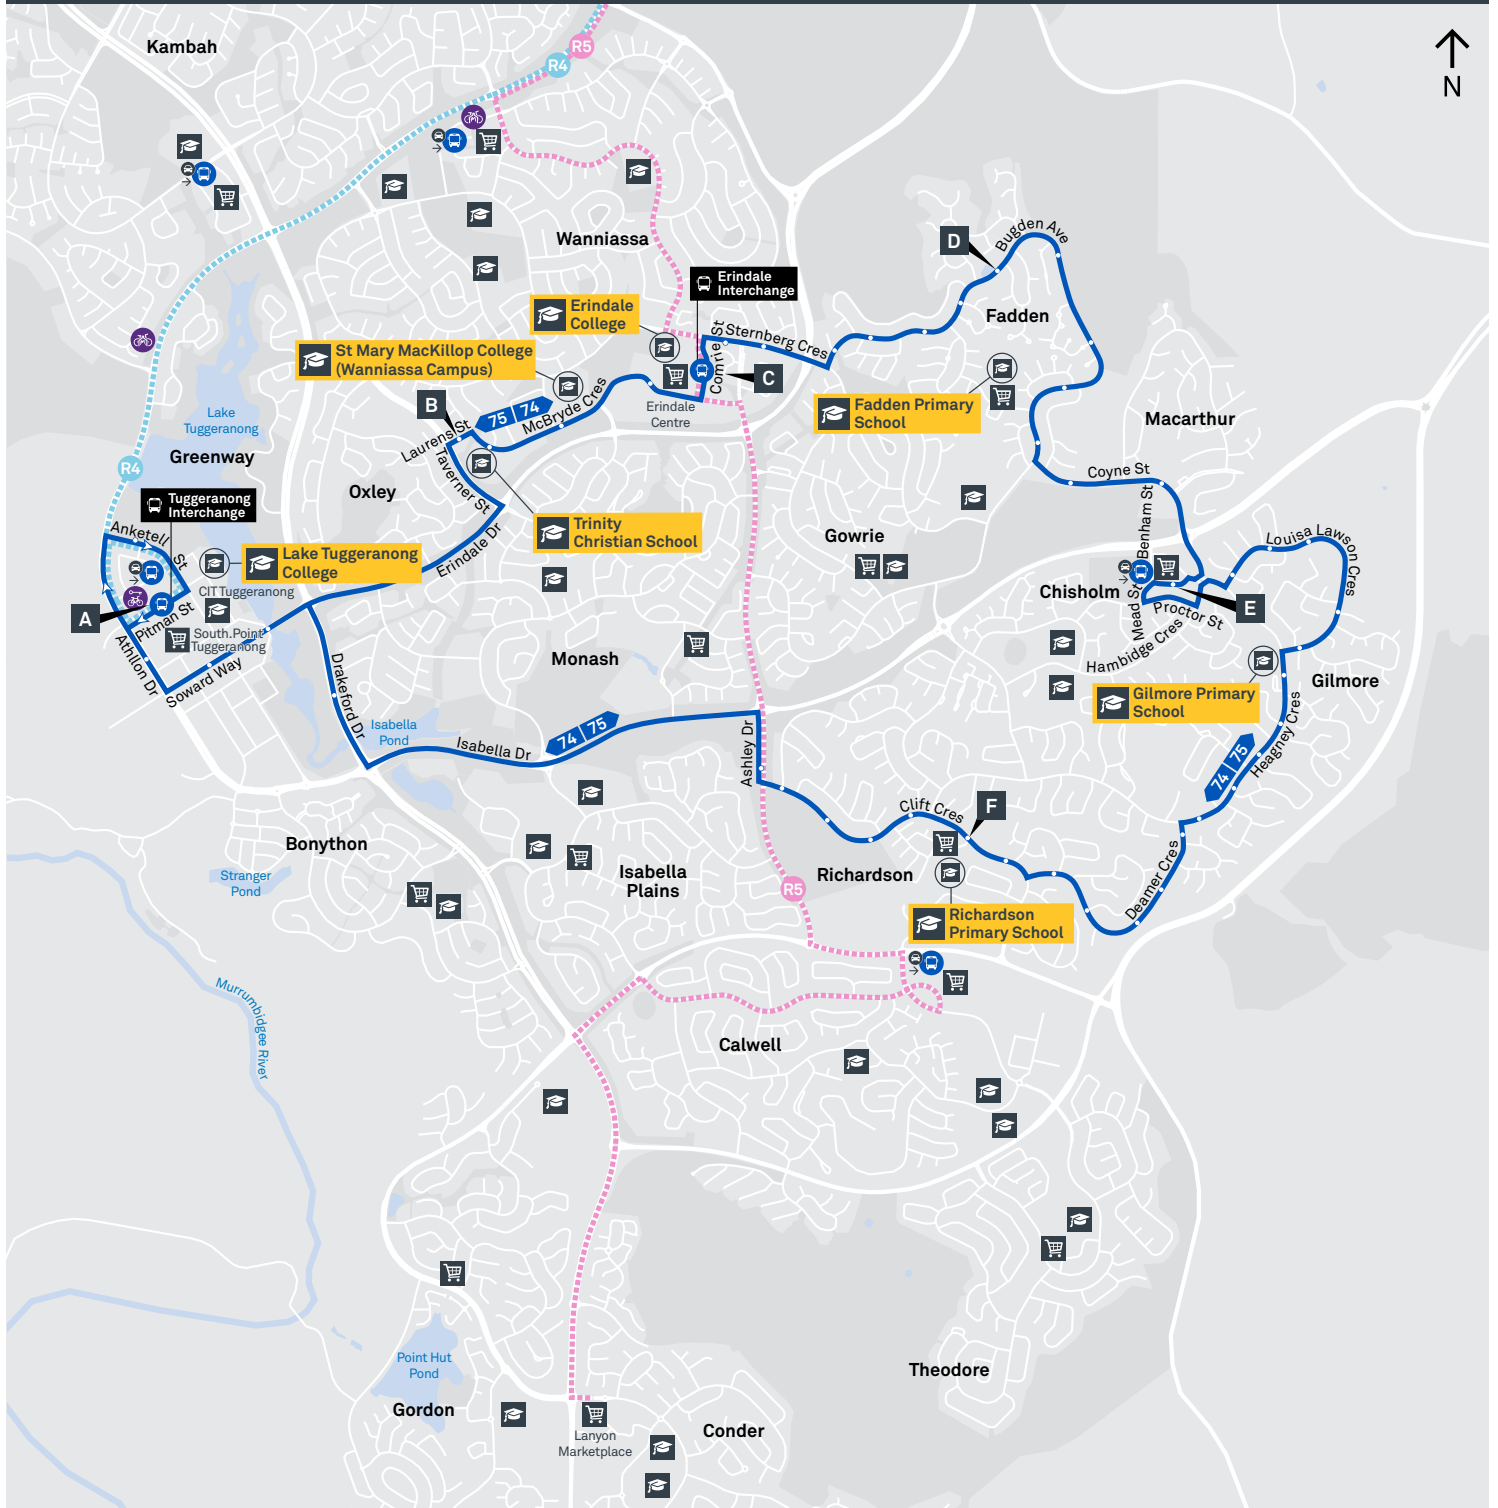 Kambah
R5
R4
N
Wanniassa
D
Bugden Ave
Erindale
Interchange
Erindale
College
Fadden
Comrie St
Sternberg Cres
St Mary MacKillop College
(Wanniassa Campus)
C
B
75 74
McBryde Cres
Erindale
Centre
Fadden Primary
School
Macarthur
Lake
Tuggeranong
Laurens St
Taverner St
Greenway
R4
Oxley
Coyne St
Tuggeranong
Interchange
Benham St
Anketell St
Trinity
Christian School
Erindale Dr
Gowrie
Louisa Lawson Cres
Lake Tuggeranong
College
CIT Tuggeranong
Chisholm
Mead St
Proctor St
E
A
Pitman St
South.Point
Tuggeranong
Athllon Dr
Soward Way
Hambidge Cres
Monash
Drakeford Dr
Gilmore
Gilmore Primary
School
Isabella
Pond
Isabella Dr
74 75
Ashley Dr
Heagney Cres
74 75
Clift Cres
F
Bonython
Stranger
Pond
Isabella
Plains
Richardson
R5
Deamer Cres
Richardson
Primary School
Murrumbidgee River
Calwell
Point Hut
Pond
Theodore
Gordon
Conder
Lanyon
Marketplace